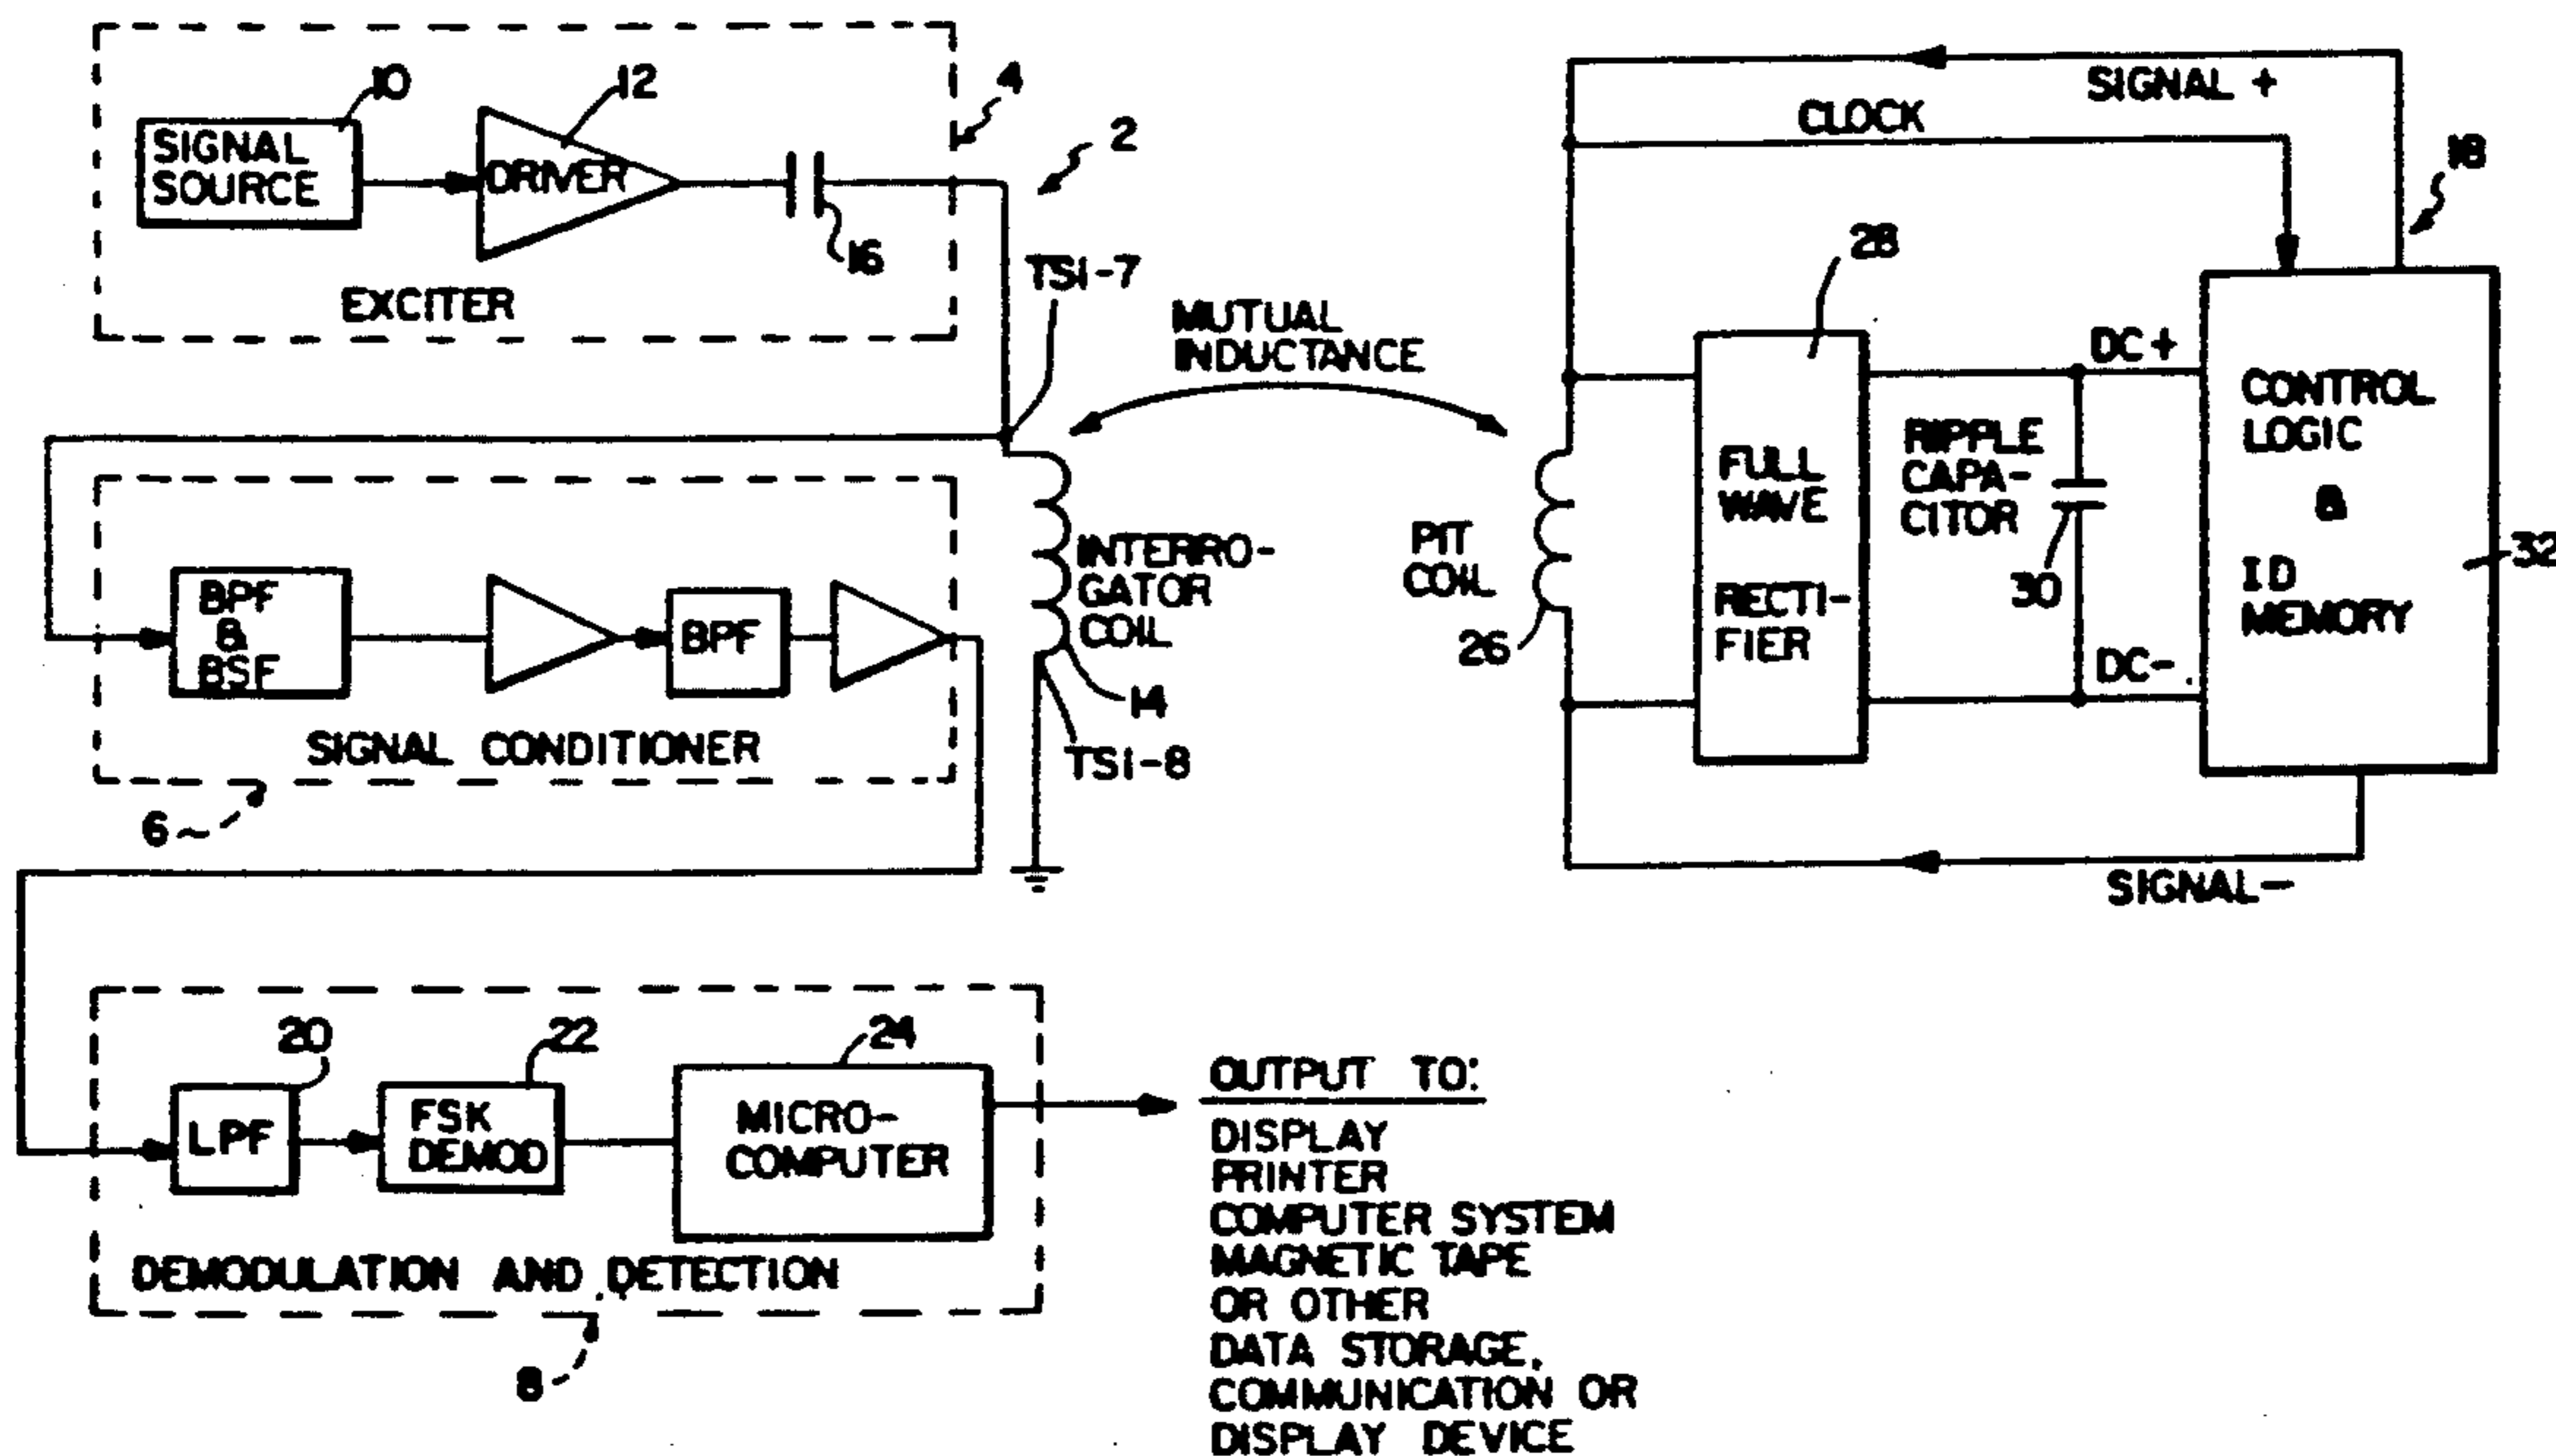 10
12
4
2
SIGNAL
SOURCE
DRIVER
16
EXCITER
TS1-7
MUTUAL
INDUCTANCE
BPF
&
BSF
BPF
SIGNAL CONDITIONER
6
INTERRO-
GATOR
COIL
14
TS1-8
20
22
24
LPF
FSK
DEMOD
MICRO-
COMPUTER
DEMODULATION AND DETECTION
8
OUTPUT TO:
DISPLAY
PRINTER
COMPUTER SYSTEM
MAGNETIC TAPE
OR OTHER
DATA STORAGE,
COMMUNICATION OR
DISPLAY DEVICE
SIGNAL +
CLOCK
18
28
PIT
COIL
26
FULL
WAVE
RECTI-
FIER
DC+
RIPPLE
CAPA-
CITOR
30
DC-
CONTROL
LOGIC
&
ID
MEMORY
32
SIGNAL-